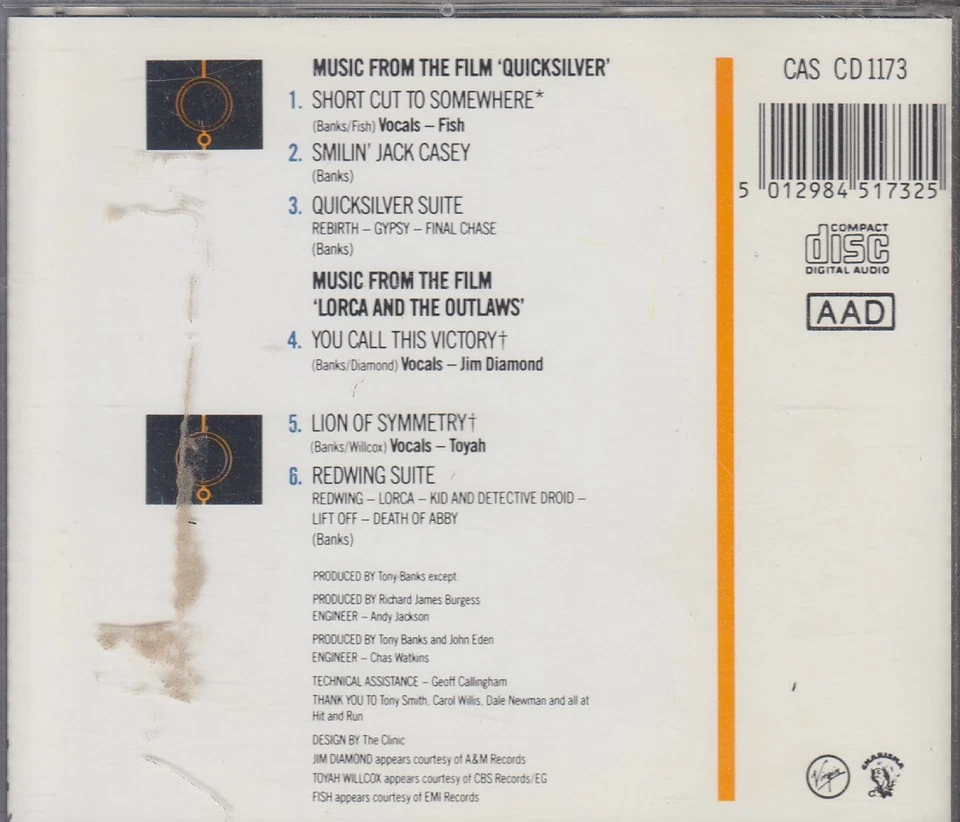 MUSIC FROM THE FILM 'QUICKSILVER'
1. SHORT CUT TO SOMEWHERE*
(Banks/Fish) Vocals – Fish
2. SMILIN' JACK CASEY
(Banks)
3. QUICKSILVER SUITE
REBIRTH – GYPSY – FINAL CHASE
(Banks)
MUSIC FROM THE FILM
'LORCA AND THE OUTLAWS'
4. YOU CALL THIS VICTORY†
(Banks/Diamond) Vocals – Jim Diamond
5. LION OF SYMMETRY†
(Banks/Willcox) Vocals – Toyah
6. REDWING SUITE
REDWING – LORCA – KID AND DETECTIVE DROID –
LIFT OFF – DEATH OF ABBY
(Banks)
PRODUCED BY Tony Banks except
PRODUCED BY Richard James Burgess
ENGINEER – Andy Jackson
PRODUCED BY Tony Banks and John Eden
ENGINEER – Chas Watkins
TECHNICAL ASSISTANCE – Geoff Callingham
THANK YOU TO Tony Smith, Carol Willis, Dale Newman and all at
Hit and Run
DESIGN BY The Clinic
JIM DIAMOND appears courtesy of A&M Records
TOYAH WILLCOX appears courtesy of CBS Records/EG
FISH appears courtesy of EMI Records
CAS CD 1173
5 012984 517325
COMPACT
disc
DIGITAL AUDIO
AAD
Virgin
CHARISMA